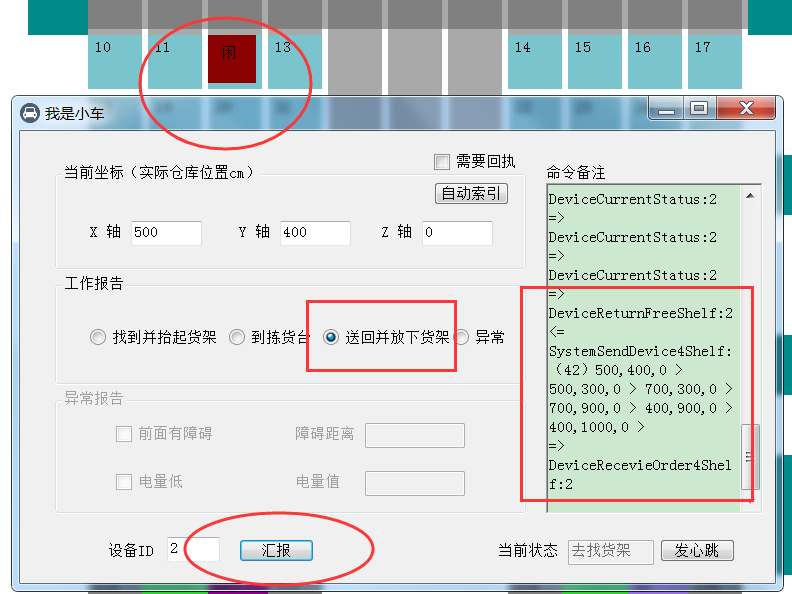 10 11 闲 13 14 15 16 17
我是小车
需要回执
当前坐标（实际仓库位置cm）
自动索引
X 轴 500 Y 轴 400 Z 轴 0
工作报告
找到并抬起货架 到拣货台 送回并放下货架 异常
异常报告
前面有障碍 障碍距离
电量低 电量值
设备ID 2 汇报
命令备注
DeviceCurrentStatus:2
=>
DeviceCurrentStatus:2
=>
DeviceCurrentStatus:2
=>
DeviceReturnFreeShelf:2
<=
SystemSendDevice4Shelf:
（42）500,400,0 >
500,300,0 > 700,300,0 >
700,900,0 > 400,900,0 >
400,1000,0 >
=>
DeviceRecevieOrder4Shel
f:2
当前状态 去找货架 发心跳